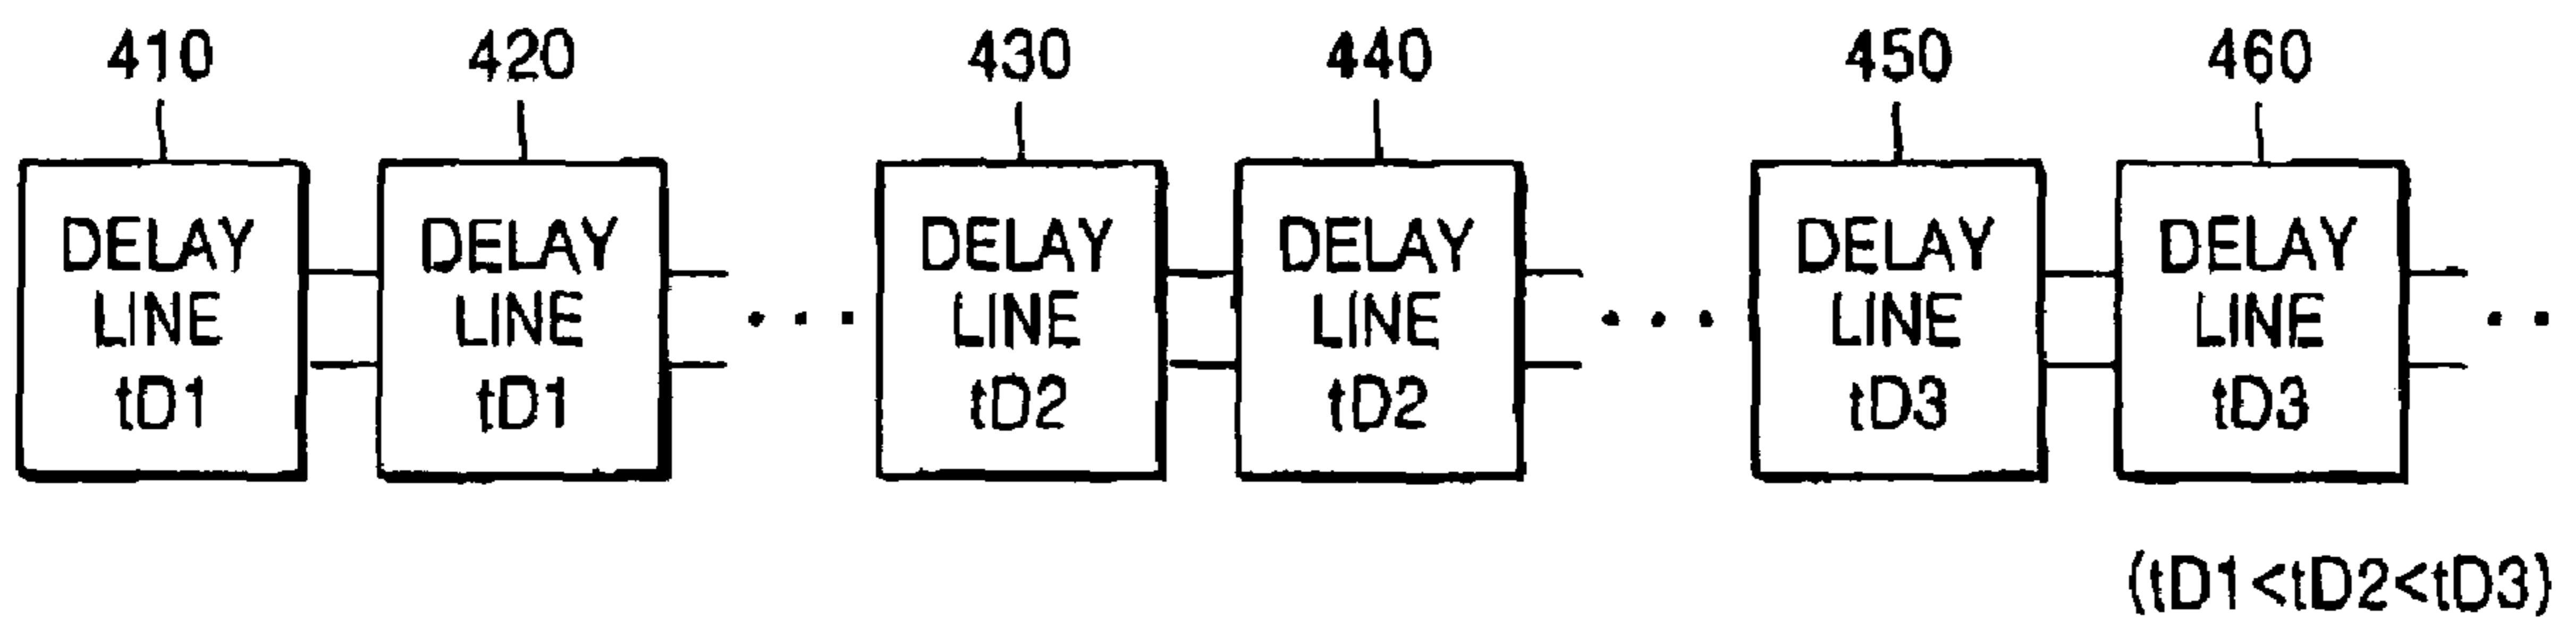 410 420 430 440 450 460
DELAY LINE tD1
DELAY LINE tD1
. . .
DELAY LINE tD2
DELAY LINE tD2
. . .
DELAY LINE tD3
DELAY LINE tD3
. .
(tD1<tD2<tD3)